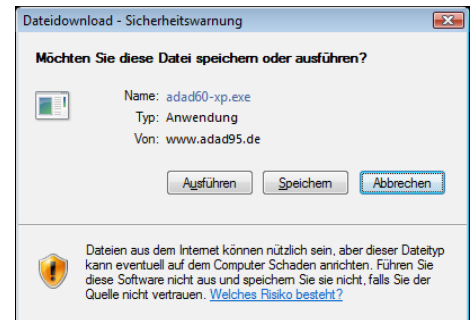 Dateidownload - Sicherheitswarnung
Möchten Sie diese Datei speichern oder ausführen?
Name: adad60-xp.exe
Typ: Anwendung
Von: www.adad95.de
Ausführen Speichern Abbrechen
Dateien aus dem Internet können nützlich sein, aber dieser Dateityp
kann eventuell auf dem Computer Schaden anrichten. Führen Sie
diese Software nicht aus und speichern Sie sie nicht, falls Sie der
Quelle nicht vertrauen. Welches Risiko besteht?